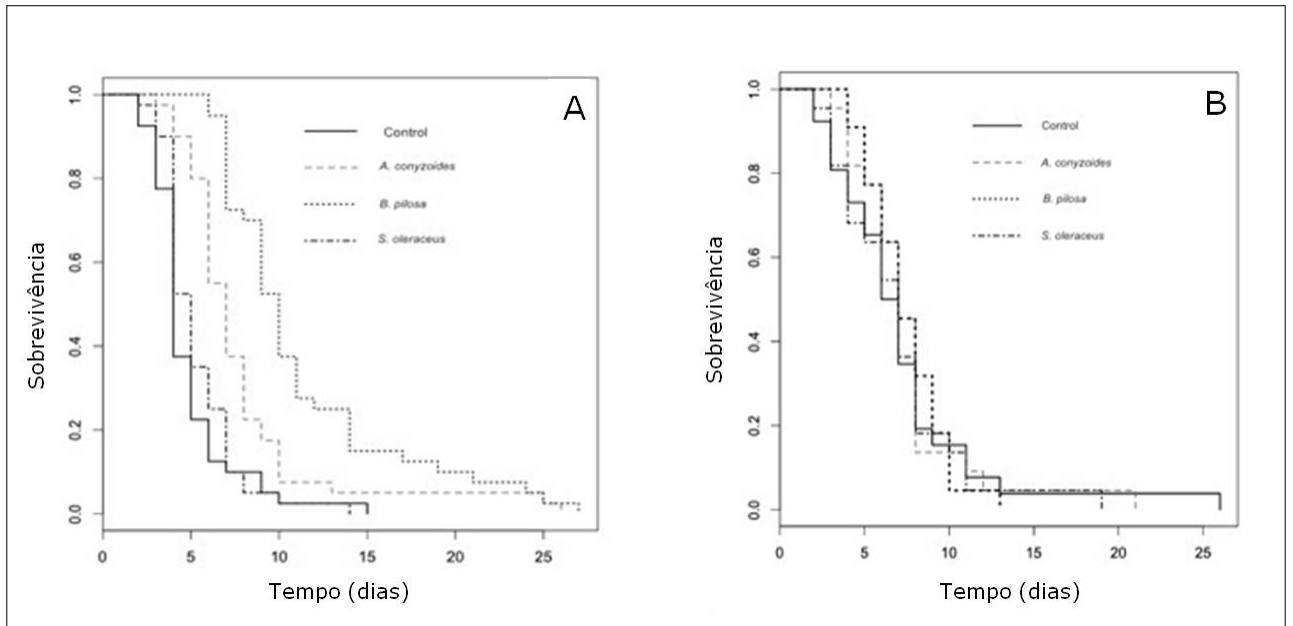 A
Control
A. conyzoides
B. pilosa
S. oleraceus
Sobrevivência
1.0
0.8
0.6
0.4
0.2
0.0
0 5 10 15 20 25
Tempo (dias)
B
Control
A. conyzoides
B. pilosa
S. oleraceus
Sobrevivência
1.0
0.8
0.6
0.4
0.2
0.0
0 5 10 15 20 25
Tempo (dias)